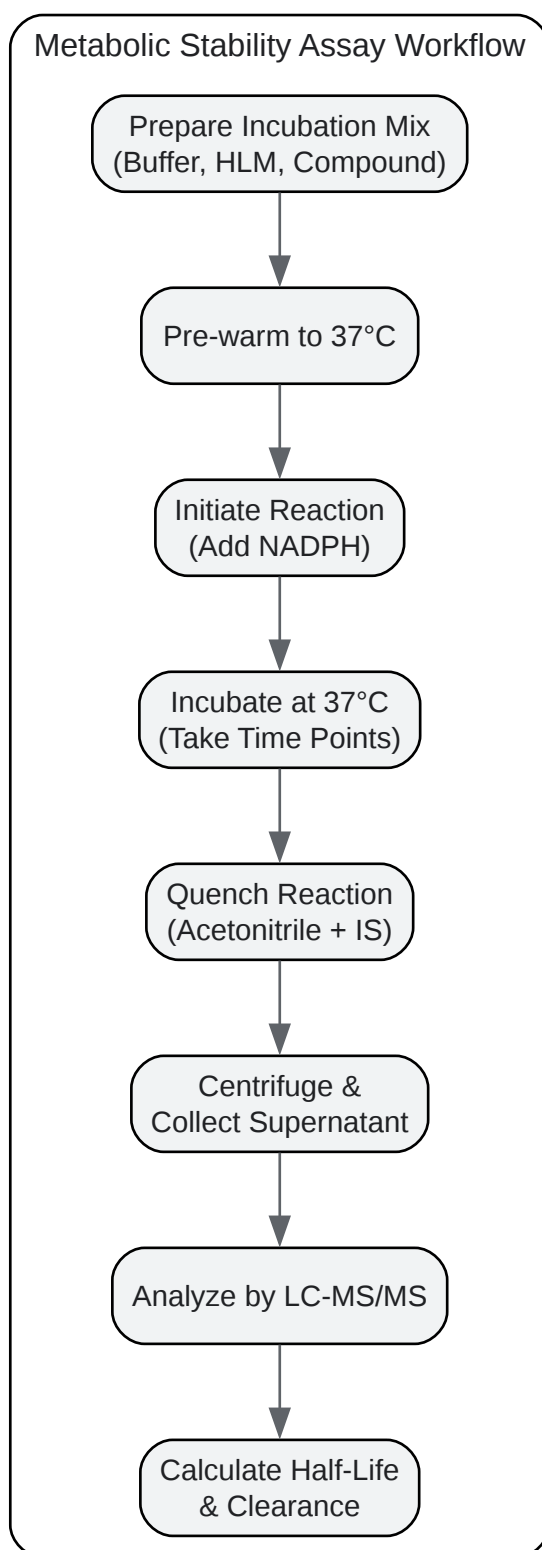 Metabolic Stability Assay Workflow
Prepare Incubation Mix
(Buffer, HLM, Compound)
Pre-warm to 37°C
Initiate Reaction
(Add NADPH)
Incubate at 37°C
(Take Time Points)
Quench Reaction
(Acetonitrile + IS)
Centrifuge &
Collect Supernatant
Analyze by LC-MS/MS
Calculate Half-Life
& Clearance